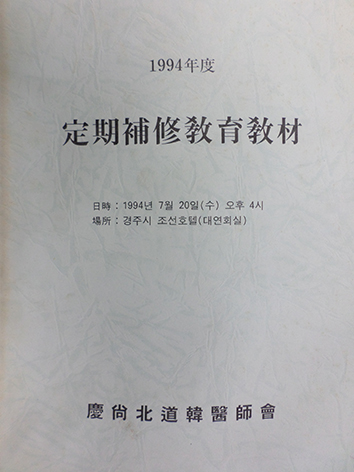 1994年度
定期補修敎育敎材
日時 : 1994년 7월 20일(수) 오후 4시
場所 : 경주시 조선호텔(대연회실)
慶尙北道韓醫師會